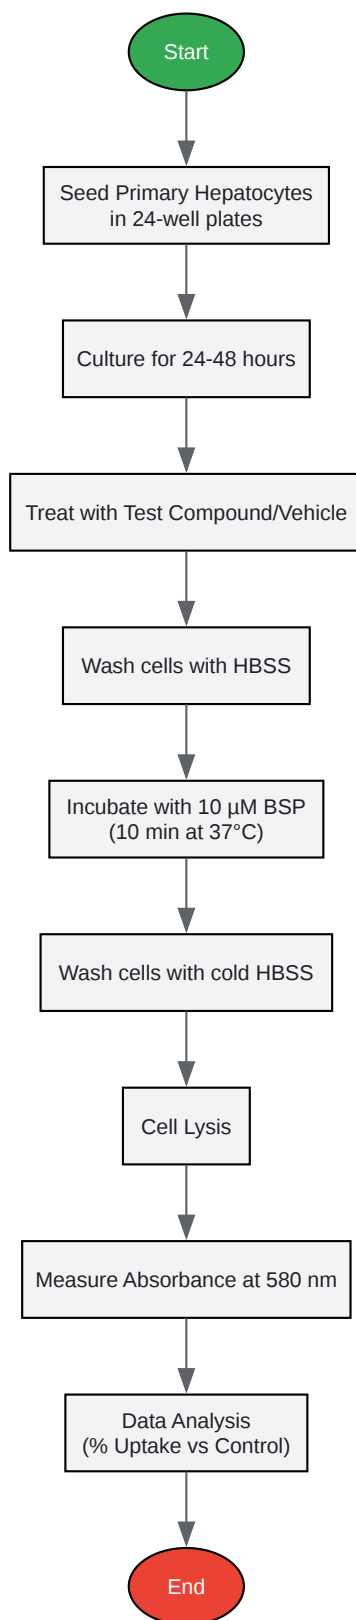 Start
Seed Primary Hepatocytes
in 24-well plates
Culture for 24-48 hours
Treat with Test Compound/Vehicle
Wash cells with HBSS
Incubate with 10 µM BSP
(10 min at 37°C)
Wash cells with cold HBSS
Cell Lysis
Measure Absorbance at 580 nm
Data Analysis
(% Uptake vs Control)
End